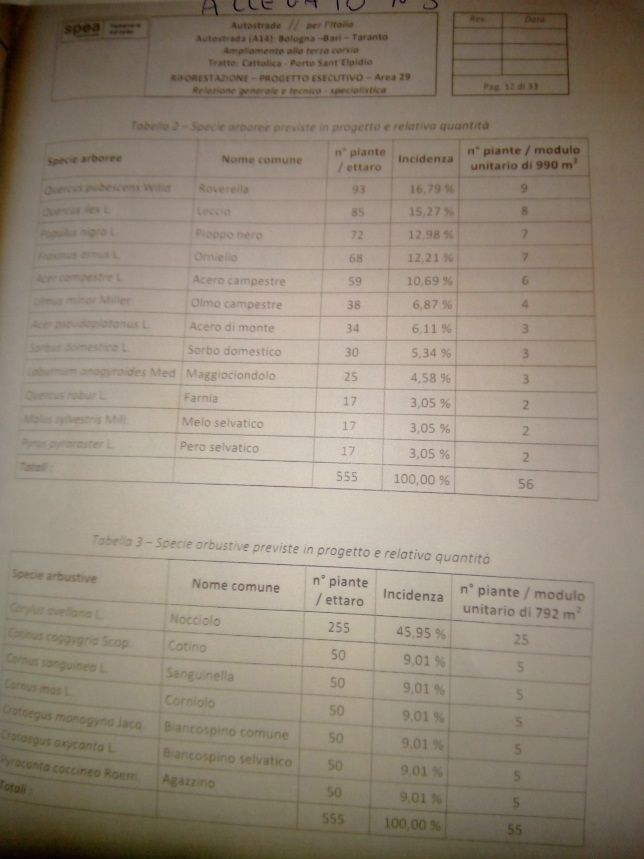 ALLEGATO N° 3
spea
Autostrade // per l'Italia
Autostrada (A14): Bologna -Bari – Taranto
Ampliamento alla terza corsia
Tratto: Cattolica - Porto Sant'Elpidio
RIFORESTAZIONE – PROGETTO ESECUTIVO – Area 29
Relazione generale e tecnico - specialistica
Rev. Data
Pag. 12 di 33
Tabella 2 – Specie arboree previste in progetto e relativa quantità
Specie arboree Nome comune n° piante / ettaro Incidenza n° piante / modulo unitario di 990 m²
Quercus pubescens Willd Roverella 93 16,79 % 9
Quercus ilex L. Leccio 85 15,27 % 8
Populus nigra L. Pioppo nero 72 12,98 % 7
Fraxinus ornus L. Orniello 68 12,21 % 7
Acer campestre L. Acero campestre 59 10,69 % 6
Ulmus minor Miller Olmo campestre 38 6,87 % 4
Acer pseudoplatanus L. Acero di monte 34 6,11 % 3
Sorbus domestica L. Sorbo domestico 30 5,34 % 3
Laburnum anagyroides Med Maggiociondolo 25 4,58 % 3
Quercus robur L. Farnia 17 3,05 % 2
Malus sylvestris Mill. Melo selvatico 17 3,05 % 2
Pyrus pyraster L. Pero selvatico 17 3,05 % 2
Totali : 555 100,00 % 56
Tabella 3 – Specie arbustive previste in progetto e relativa quantità
Specie arbustive Nome comune n° piante / ettaro Incidenza n° piante / modulo unitario di 792 m²
Corylus avellana L. Nocciolo 255 45,95 % 25
Cotinus coggygria Scop. Cotino 50 9,01 % 5
Cornus sanguinea L. Sanguinella 50 9,01 % 5
Cornus mas L. Corniolo 50 9,01 % 5
Crataegus monogyna Jacq. Biancospino comune 50 9,01 % 5
Crataegus oxycanta L. Biancospino selvatico 50 9,01 % 5
Pyracanta coccinea Roem. Agazzino 50 9,01 % 5
Totali : 555 100,00 % 55